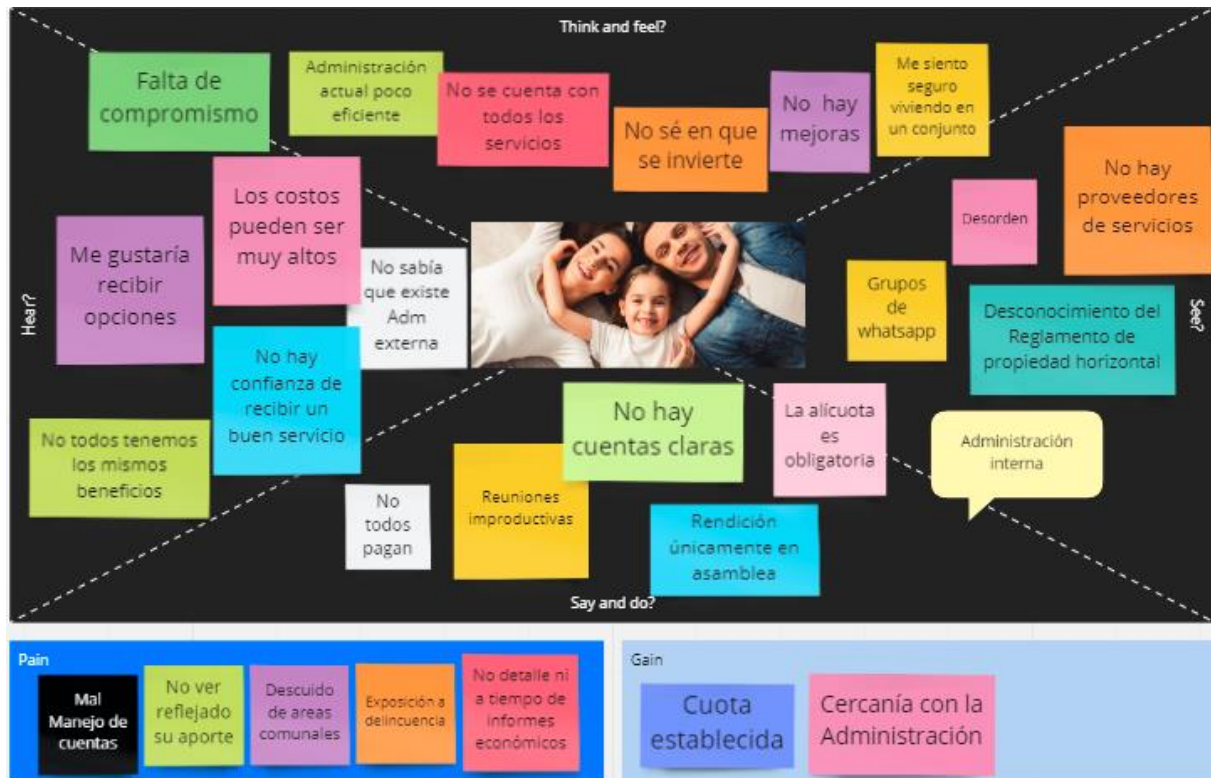 Think and feel?
Falta de
compromismo
Administración
actual poco
eficiente
No se cuenta con
todos los
servicios
No sé en que
se invierte
No hay
mejoras
Me siento
seguro
viviendo en
un conjunto
Hear?
Me gustaría
recibir
opciones
Los costos
pueden ser
muy altos
No sabía
que existe
Adm
externa
No hay
confianza de
recibir un
buen servicio
No todos tenemos
los mismos
beneficios
See?
Desorden
No hay
proveedores
de servicios
Grupos
de
whatsapp
Desconocimiento del
Reglamento de
propiedad horizontal
Administración
interna
No
todos
pagan
Reuniones
improductivas
No hay
cuentas claras
La alícuota
es
obligatoria
Rendición
únicamente en
asamblea
Say and do?
Pain
Mal
Manejo de
cuentas
No ver
reflejado
su aporte
Descuido
de areas
comunales
Exposición a
delincuencia
No detalle ni
a tiempo de
informes
económicos
Gain
Cuota
establecida
Cercanía con la
Administración